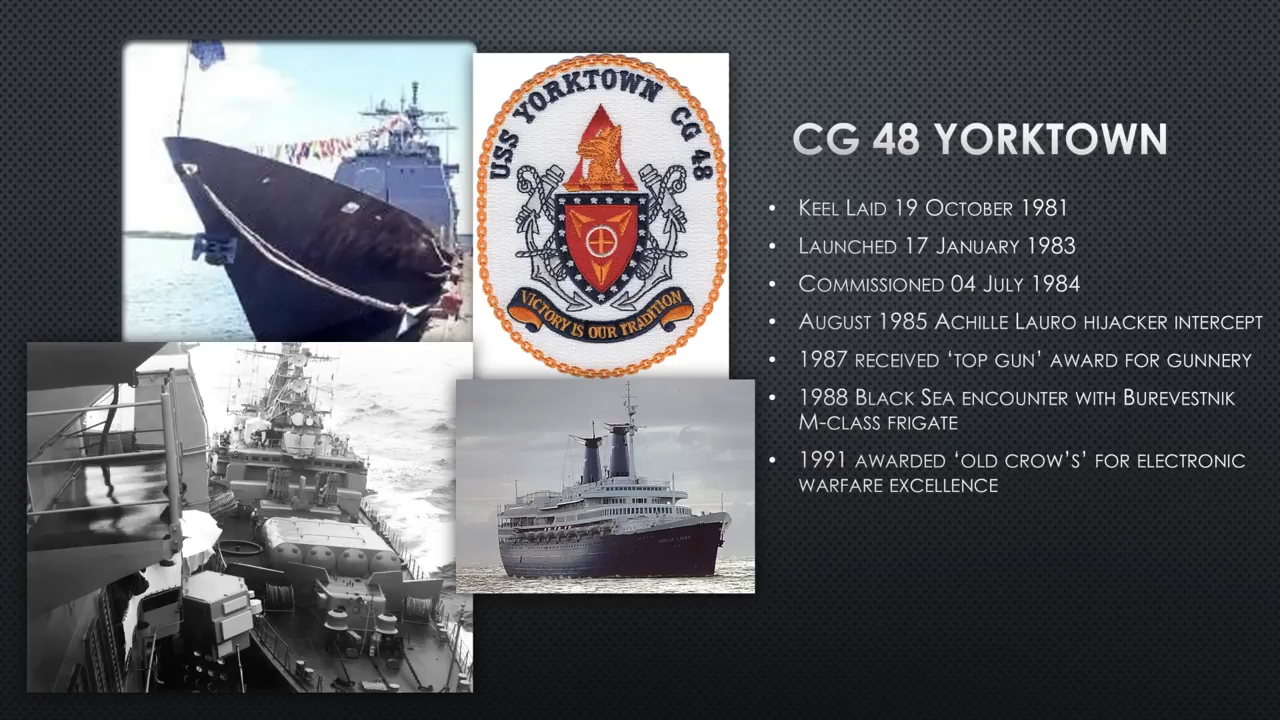 USS YORKTOWN CG 48
VICTORY IS OUR TRADITION
CG 48 YORKTOWN
• KEEL LAID 19 OCTOBER 1981
• LAUNCHED 17 JANUARY 1983
• COMMISSIONED 04 JULY 1984
• AUGUST 1985 ACHILLE LAURO HIJACKER INTERCEPT
• 1987 RECEIVED ‘TOP GUN’ AWARD FOR GUNNERY
• 1988 BLACK SEA ENCOUNTER WITH BUREVESTNIK
M-CLASS FRIGATE
• 1991 AWARDED ‘OLD CROW’S’ FOR ELECTRONIC
WARFARE EXCELLENCE